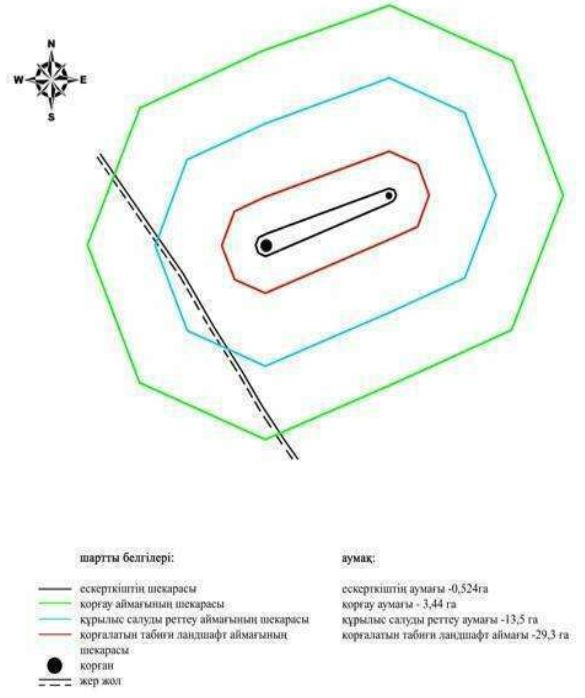 N
W E
S
шартты белгілері:
аумақ:
ескерткіштің шекарасы
қорғау аймағының шекарасы
құрылыс салуды реттеу аймағының шекарасы
қорғалатын табиғи ландшафт аймағының
шекарасы
қорған
жер жол
ескерткіштің аумағы -0,524га
қорғау аумағы - 3,44 га
құрылыс салуды реттеу аумағы -13,5 га
қорғалатын табиғи ландшафт аймағы -29,3 га